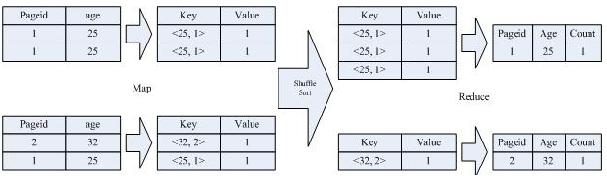 Pageid age Key Value Key Value
1 25 <25, 1> 1 <25, 1> 1
1 25 <25, 1> 1 <25, 1> 1
<25, 1> 1
Pageid Age Count
1 25 1
Map
Shuffle
Sort
Reduce
Pageid age Key Value Key Value
2 32 <32, 2> 1 <32, 2> 1
1 25 <25, 1> 1
Pageid Age Count
2 32 1